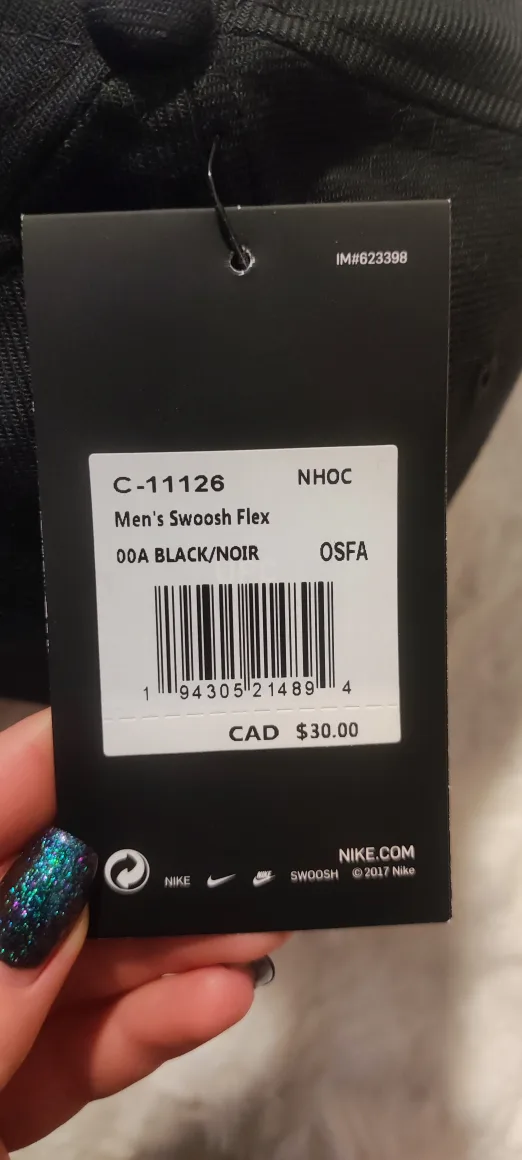 IM#623398
C-11126 NHOC
Men's Swoosh Flex
00A BLACK/NOIR OSFA
1 94305 21489 4
CAD $30.00
NIKE.COM
NIKE SWOOSH © 2017 Nike